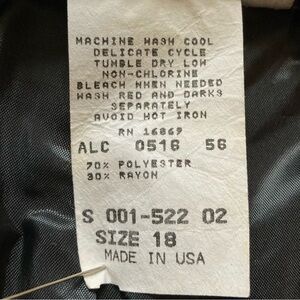 MACHINE WASH COOL
DELICATE CYCLE
TUMBLE DRY LOW
NON-CHLORINE
BLEACH WHEN NEEDED
WASH RED AND DARKS
SEPARATELY
AVOID HOT IRON
RN 16869
ALC 0516 56
70% POLYESTER
30% RAYON
S 001-522 02
SIZE 18
MADE IN USA